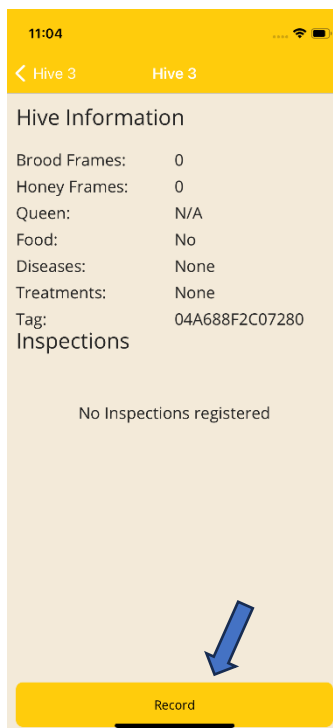 11:04
Hive 3 Hive 3
Hive Information
Brood Frames: 0
Honey Frames: 0
Queen: N/A
Food: No
Diseases: None
Treatments: None
Tag: 04A688F2C07280
Inspections
No Inspections registered
Record